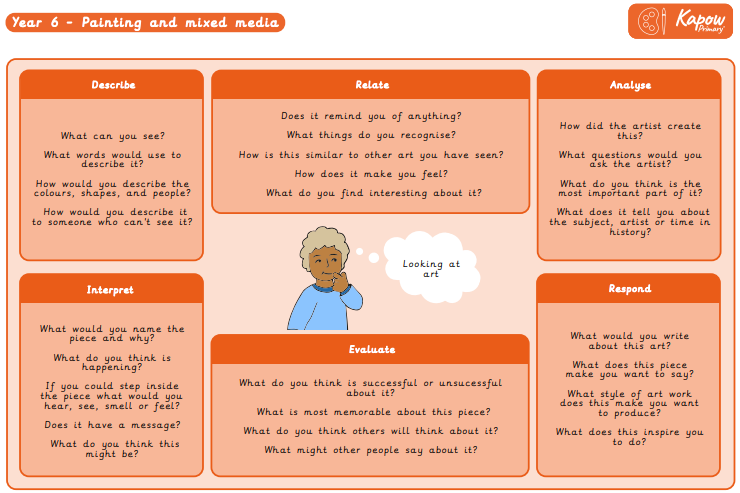 Year 6 - Painting and mixed media
Kapow
Primary
Describe
What can you see?
What words would use to
describe it?
How would you describe the
colours, shapes, and people?
How would you describe it
to someone who can't see it?
Relate
Does it remind you of anything?
What things do you recognise?
How is this similar to other art you have seen?
How does it make you feel?
What do you find interesting about it?
Analyse
How did the artist create
this?
What questions would you
ask the artist?
What do you think is the
most important part of it?
What does it tell you about
the subject, artist or time in
history?
Looking at
art
Interpret
What would you name the
piece and why?
What do you think is
happening?
If you could step inside
the piece what would you
hear, see, smell or feel?
Does it have a message?
What do you think this
might be?
Evaluate
What do you think is successful or unsucessful
about it?
What is most memorable about this piece?
What do you think others will think about it?
What might other people say about it?
Respond
What would you write
about this art?
What does this piece
make you want to say?
What style of art work
does this make you want
to produce?
What does this inspire you
to do?